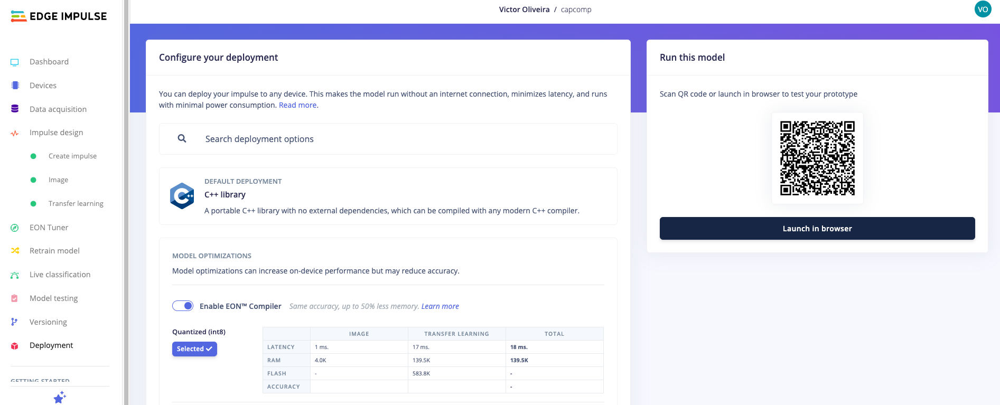 EDGE IMPULSE
Victor Oliveira / capcomp
VO
Dashboard
Devices
Data acquisition
Impulse design
Create impulse
Image
Transfer learning
EON Tuner
Retrain model
Live classification
Model testing
Versioning
Deployment
GETTING STARTED
Configure your deployment
You can deploy your impulse to any device. This makes the model run without an internet connection, minimizes latency, and runs
with minimal power consumption. Read more.
Search deployment options
DEFAULT DEPLOYMENT
C++ library
A portable C++ library with no external dependencies, which can be compiled with any modern C++ compiler.
MODEL OPTIMIZATIONS
Model optimizations can increase on-device performance but may reduce accuracy.
Enable EON™ Compiler Same accuracy, up to 50% less memory. Learn more
Quantized (int8)
Selected
IMAGE TRANSFER LEARNING TOTAL
LATENCY 1 ms. 17 ms. 18 ms.
RAM 4.0K 139.5K 139.5K
FLASH - 583.8K -
ACCURACY -
Run this model
Scan QR code or launch in browser to test your prototype
Launch in browser